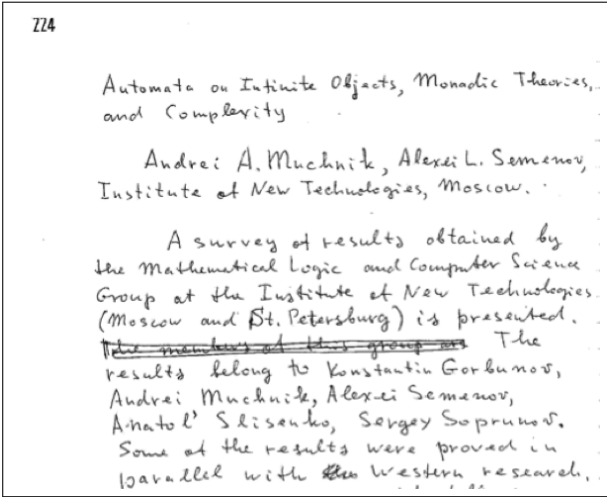 224
Automata on Infinite Objects, Monadic Theories,
and Complexity
Andrei A. Muchnik, Alexei L. Semenov,
Institute of New Technologies, Moscow.
A survey of results obtained by
the Mathematical Logic and Computer Science
Group at the Institute of New Technologies
(Moscow and St. Petersburg) is presented.
The members of this group are The
results belong to Konstantin Gorbunov,
Andrei Muchnik, Alexei Semenov,
Anatol' Slisenko, Sergey Soprunov.
Some of the results were proved in
parallel with the Western research.